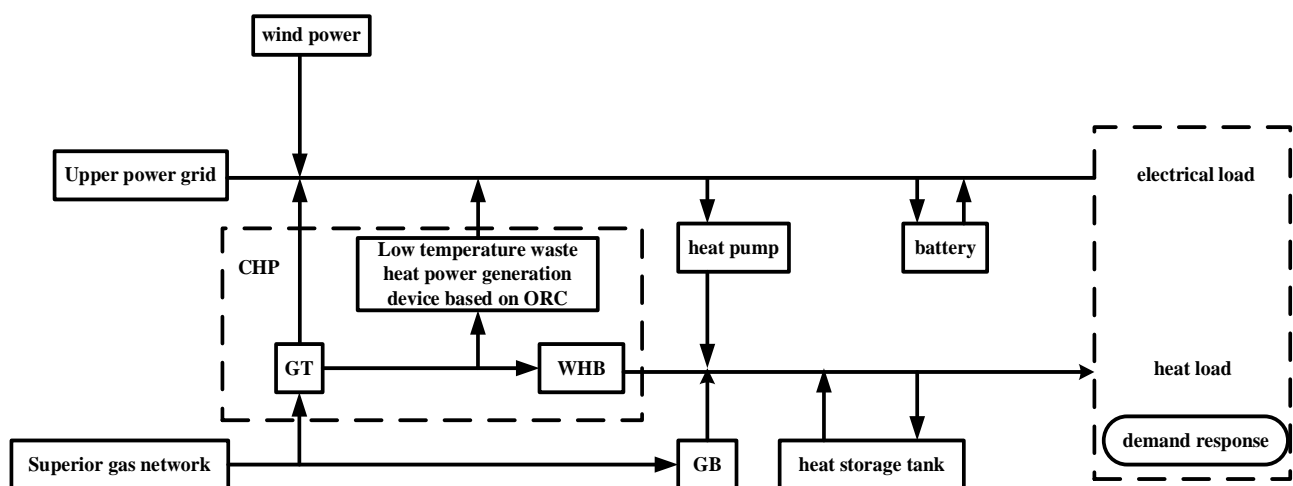 wind power
Upper power grid
electrical load
CHP
Low temperature waste
heat power generation
device based on ORC
heat pump
battery
GT
WHB
heat load
Superior gas network
GB
heat storage tank
demand response